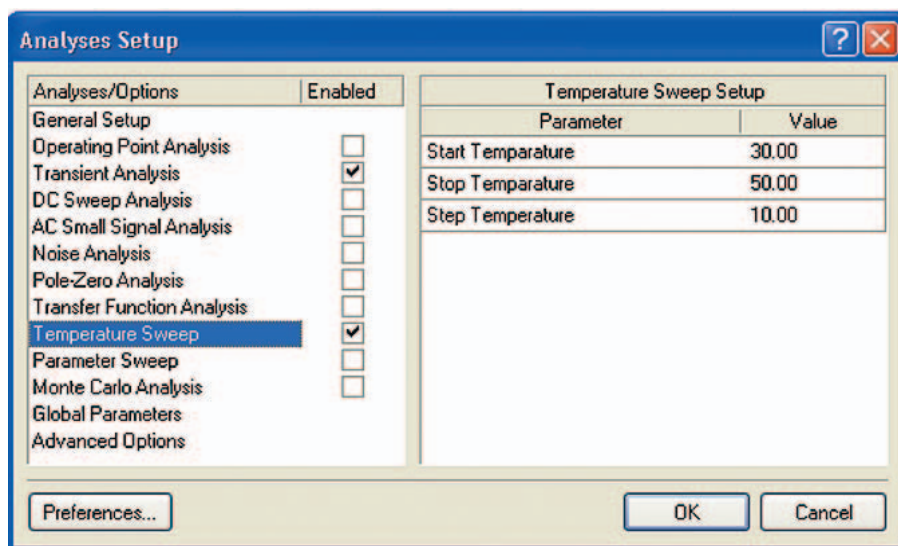 Analyses Setup
Analyses/Options Enabled
General Setup
Operating Point Analysis
Transient Analysis
DC Sweep Analysis
AC Small Signal Analysis
Noise Analysis
Pole-Zero Analysis
Transfer Function Analysis
Temperature Sweep
Parameter Sweep
Monte Carlo Analysis
Global Parameters
Advanced Options
Temperature Sweep Setup
Parameter Value
Start Temparature 30.00
Stop Temparature 50.00
Step Temperature 10.00
Preferences...
OK
Cancel